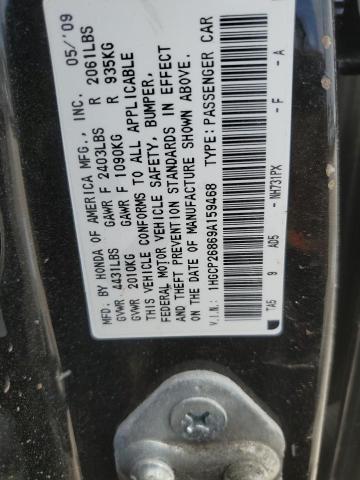 MFD. BY HONDA OF AMERICA MFG., INC. 05/'09
GVWR 4431LBS GAWR F 2403LBS R 2061LBS
GVWR 2010KG GAWR F 1090KG R 935KG
THIS VEHICLE CONFORMS TO ALL APPLICABLE
FEDERAL MOTOR VEHICLE SAFETY, BUMPER,
AND THEFT PREVENTION STANDARDS IN EFFECT
ON THE DATE OF MANUFACTURE SHOWN ABOVE.
V.I.N.: 1HGCP26869A159468 TYPE: PASSENGER CAR
TA5 9 AD5 -NH731PX -F -A